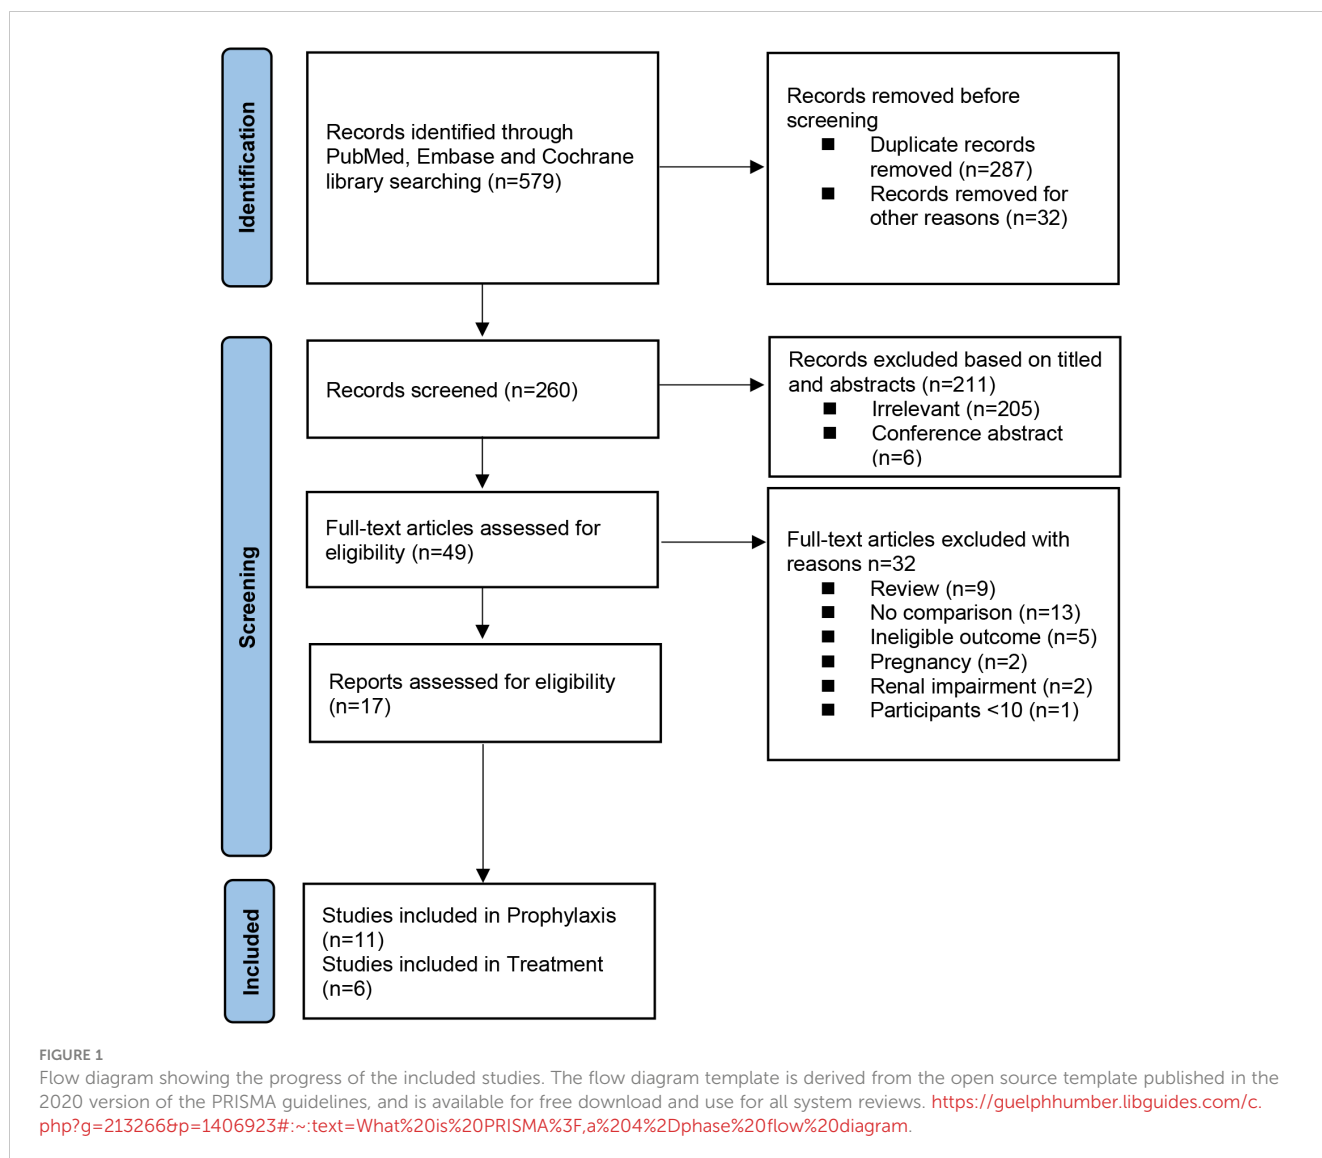 Identification
Records identified through
PubMed, Embase and Cochrane
library searching (n=579)
Records removed before
screening
■ Duplicate records
removed (n=287)
■ Records removed for
other reasons (n=32)
Screening
Records screened (n=260)
Records excluded based on titled
and abstracts (n=211)
■ Irrelevant (n=205)
■ Conference abstract
(n=6)
Full-text articles assessed for
eligibility (n=49)
Full-text articles excluded with
reasons n=32
■ Review (n=9)
■ No comparison (n=13)
■ Ineligible outcome (n=5)
■ Pregnancy (n=2)
■ Renal impairment (n=2)
■ Participants <10 (n=1)
Reports assessed for eligibility
(n=17)
Included
Studies included in Prophylaxis
(n=11)
Studies included in Treatment
(n=6)
FIGURE 1
Flow diagram showing the progress of the included studies. The flow diagram template is derived from the open source template published in the
2020 version of the PRISMA guidelines, and is available for free download and use for all system reviews. https://guelphhumber.libguides.com/c.
php?g=213266&p=1406923#:~:text=What%20is%20PRISMA%3F,a%204%2Dphase%20flow%20diagram.